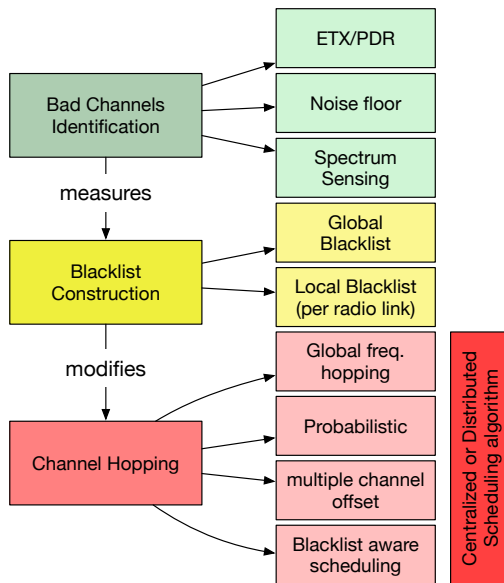 ETX/PDR
Bad Channels
Identification
Noise floor
Spectrum
Sensing
measures
Global
Blacklist
Blacklist
Construction
Local Blacklist
(per radio link)
modifies
Global freq.
hopping
Probabilistic
Channel Hopping
multiple channel
offset
Blacklist aware
scheduling
Centralized or Distributed
Scheduling algorithm